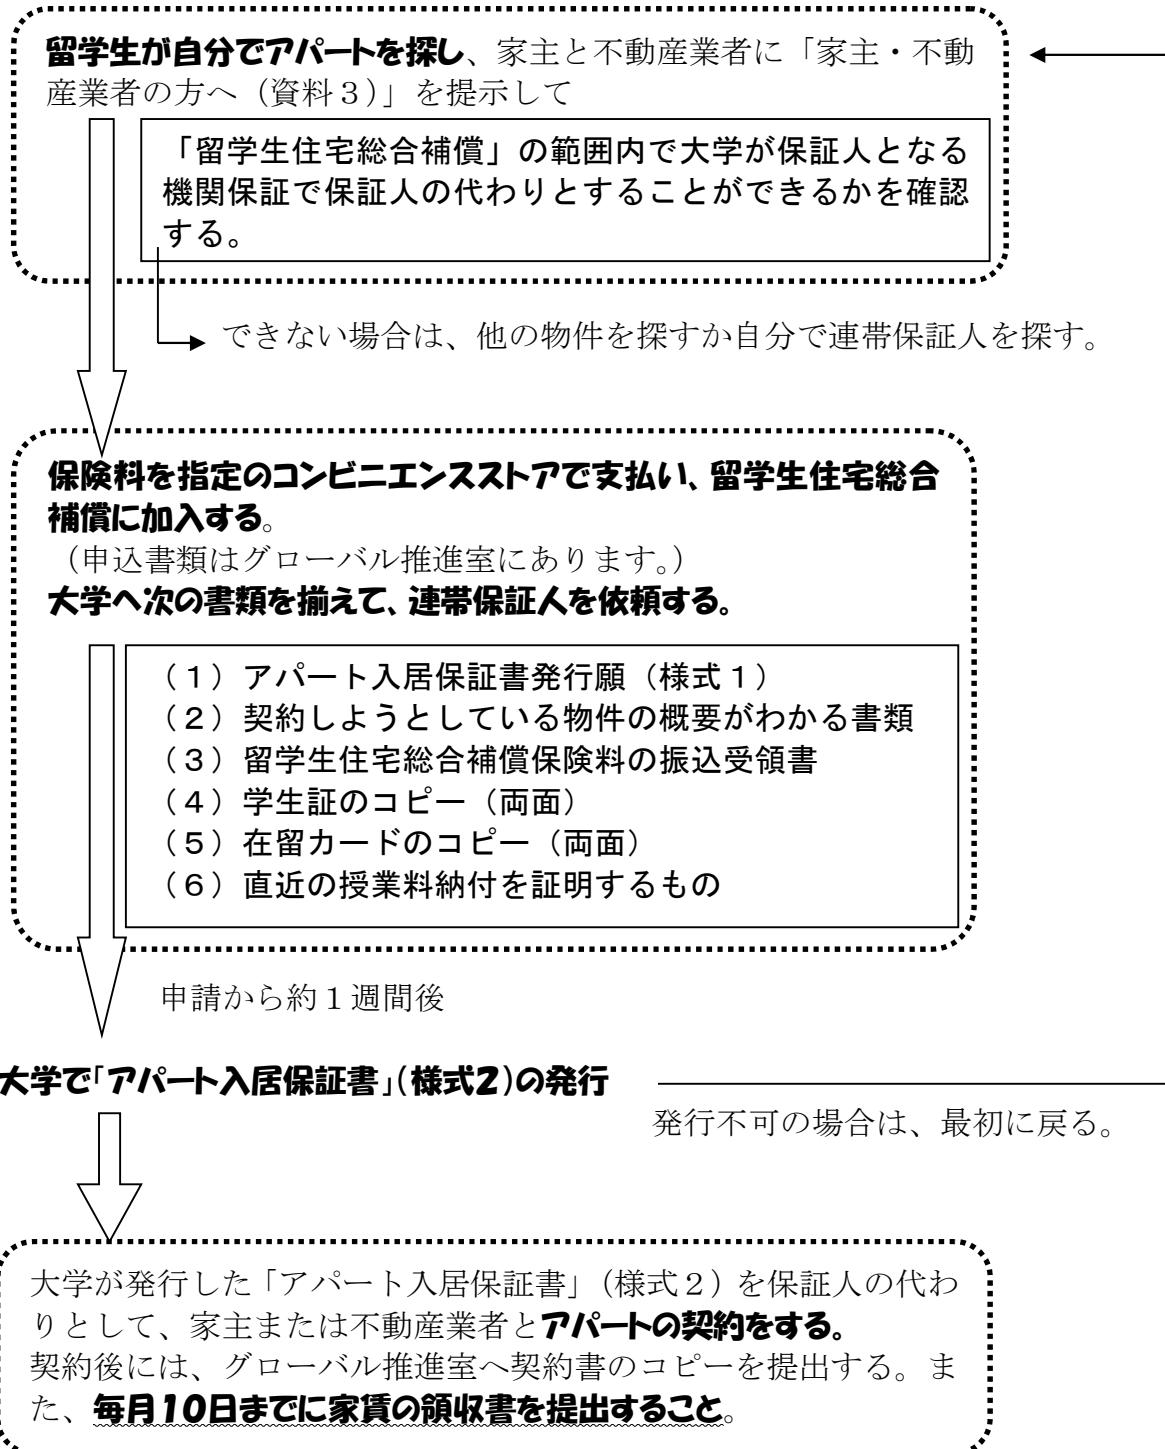 留学生が自分でアパートを探し、家主と不動産業者に「家主・不動
産業者の方へ（資料３）」を提示して
「留学生住宅総合補償」の範囲内で大学が保証人となる
機関保証で保証人の代わりとすることができるかを確認
する。
できない場合は、他の物件を探すか自分で連帯保証人を探す。
保険料を指定のコンビニエンスストアで支払い、留学生住宅総合
補償に加入する。
（申込書類はグローバル推進室にあります。）
大学へ次の書類を揃えて、連帯保証人を依頼する。
（１）アパート入居保証書発行願（様式１）
（２）契約しようとしている物件の概要がわかる書類
（３）留学生住宅総合補償保険料の振込受領書
（４）学生証のコピー（両面）
（５）在留カードのコピー（両面）
（６）直近の授業料納付を証明するもの
申請から約１週間後
大学で「アパート入居保証書」（様式２）の発行
発行不可の場合は、最初に戻る。
大学が発行した「アパート入居保証書」（様式２）を保証人の代わ
りとして、家主または不動産業者とアパートの契約をする。
契約後には、グローバル推進室へ契約書のコピーを提出する。ま
た、毎月１０日までに家賃の領収書を提出すること。